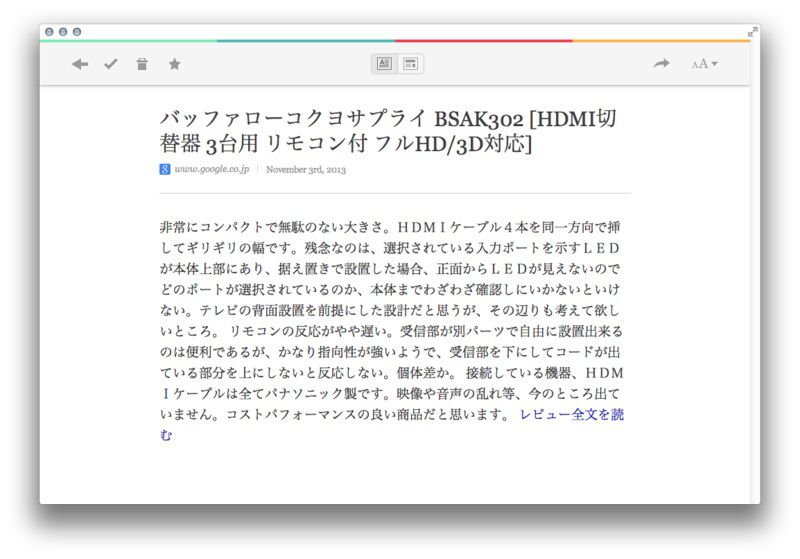 AA
バッファローコクヨサプライ BSAK302 [HDMI切
替器 3台用 リモコン付 フルHD/3D対応]
www.google.co.jp
November 3rd, 2013
非常にコンパクトで無駄のない大きさ。ＨＤＭＩケーブル４本を同一方向で挿
してギリギリの幅です。残念なのは、選択されている入力ポートを示すＬＥＤ
が本体上部にあり、据え置きで設置した場合、正面からＬＥＤが見えないので
どのポートが選択されているのか、本体までわざわざ確認しにいかないといけ
ない。テレビの背面設置を前提にした設計だと思うが、その辺りも考えて欲し
いところ。 リモコンの反応がやや遅い。受信部が別パーツで自由に設置出来る
のは便利であるが、かなり指向性が強いようで、受信部を下にしてコードが出
ている部分を上にしないと反応しない。個体差か。 接続している機器、ＨＤＭ
Ｉケーブルは全てパナソニック製です。映像や音声の乱れ等、今のところ出て
いません。コストパフォーマンスの良い商品だと思います。 レビュー全文を読
む